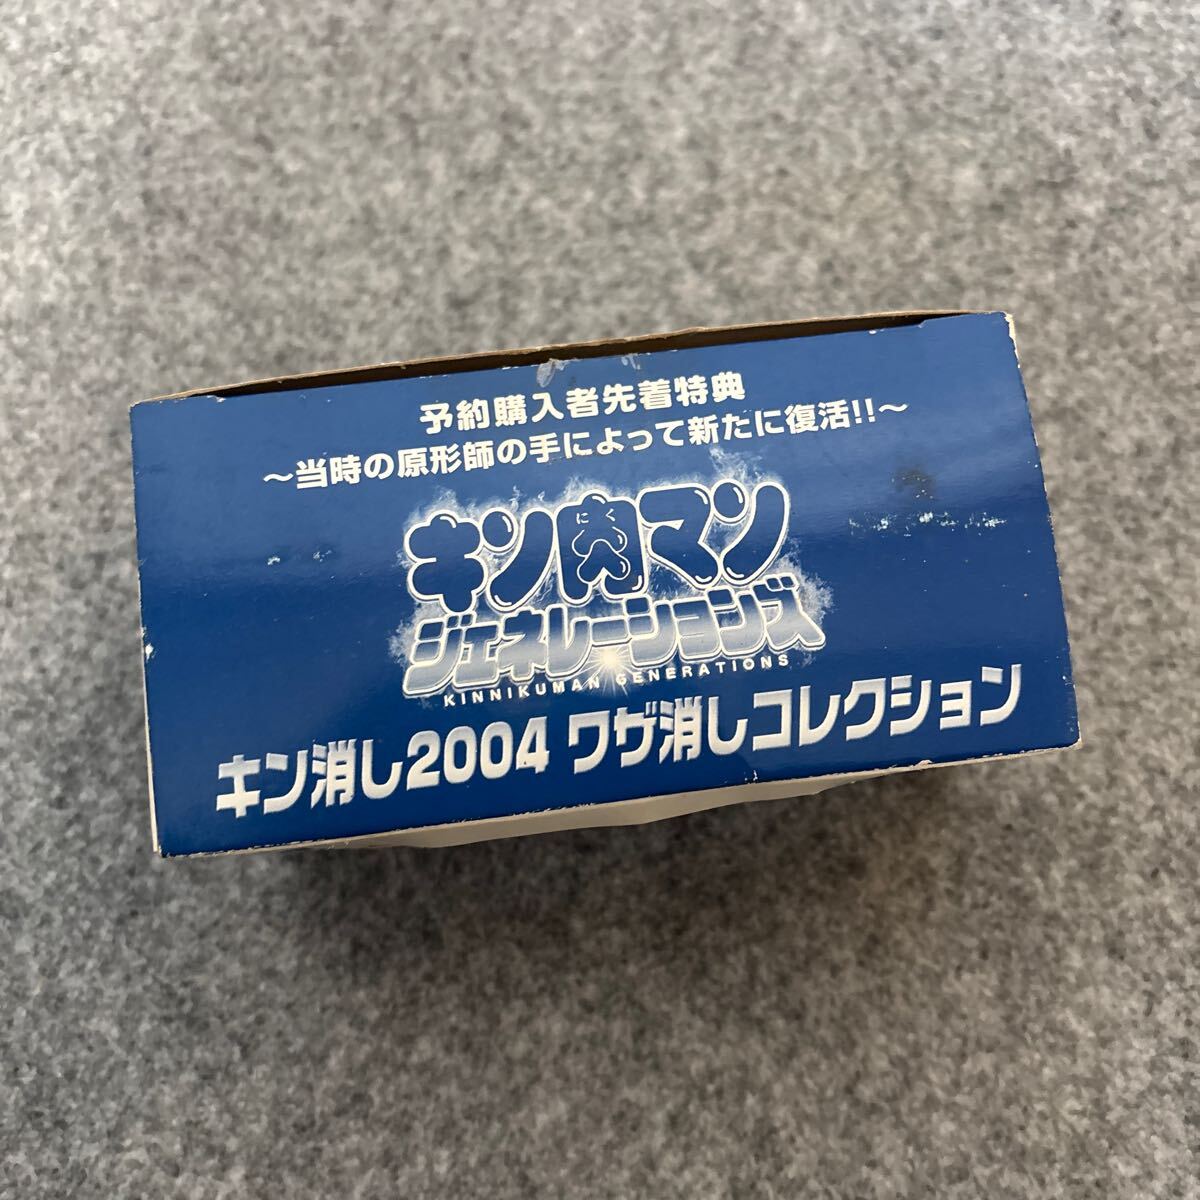 予約購入者先着特典
～当時の原形師の手によって新たに復活!!～
キン肉マン
にく
ジェネレーションズ
KINNIKUMAN GENERATIONS
キン消し2004 ワザ消しコレクション